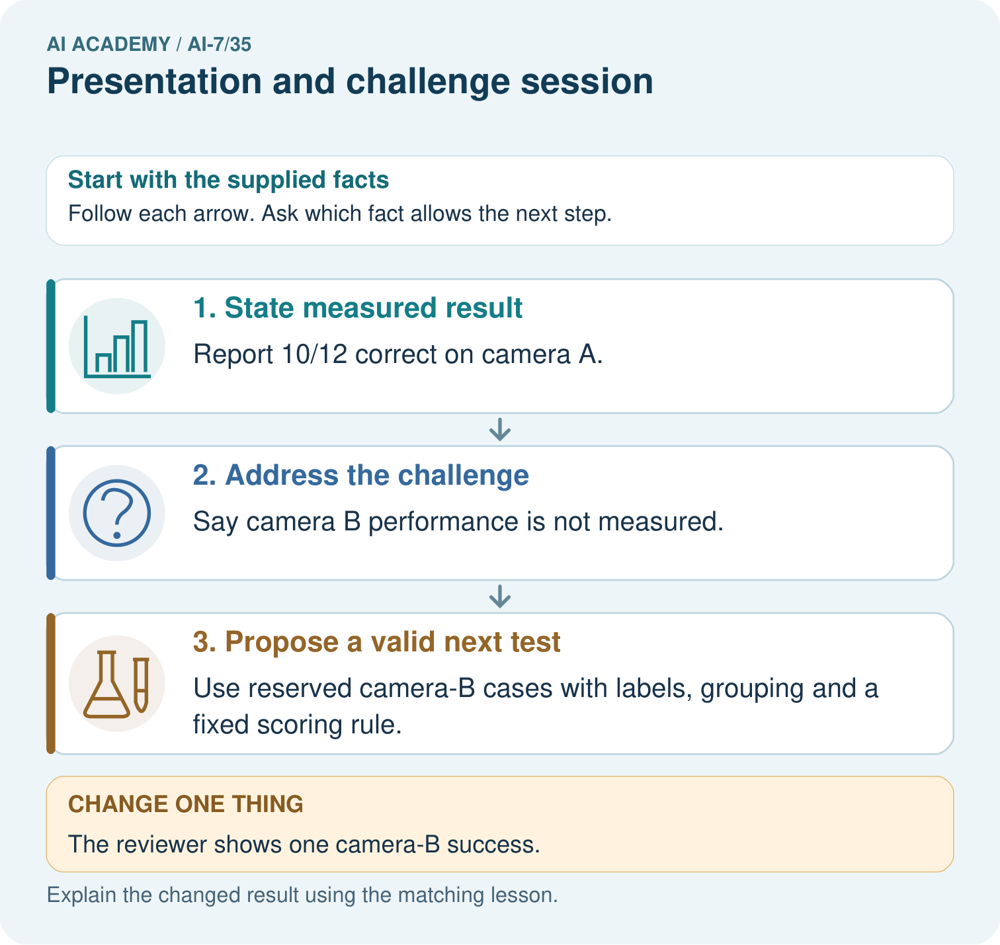 AI ACADEMY / AI-7/35
Presentation and challenge session
Start with the supplied facts
Follow each arrow. Ask which fact allows the next step.
1. State measured result
Report 10/12 correct on camera A.
2. Address the challenge
Say camera B performance is not measured.
3. Propose a valid next test
Use reserved camera-B cases with labels, grouping and a
fixed scoring rule.
CHANGE ONE THING
The reviewer shows one camera-B success.
Explain the changed result using the matching lesson.